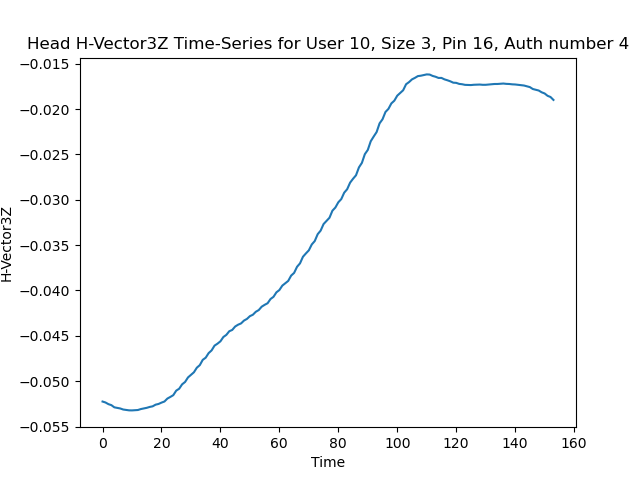 Head H-Vector3Z Time-Series for User 10, Size 3, Pin 16, Auth number 4
−0.015
−0.020
−0.025
−0.030
−0.035
−0.040
−0.045
−0.050
−0.055
H-Vector3Z
0 20 40 60 80 100 120 140 160
Time